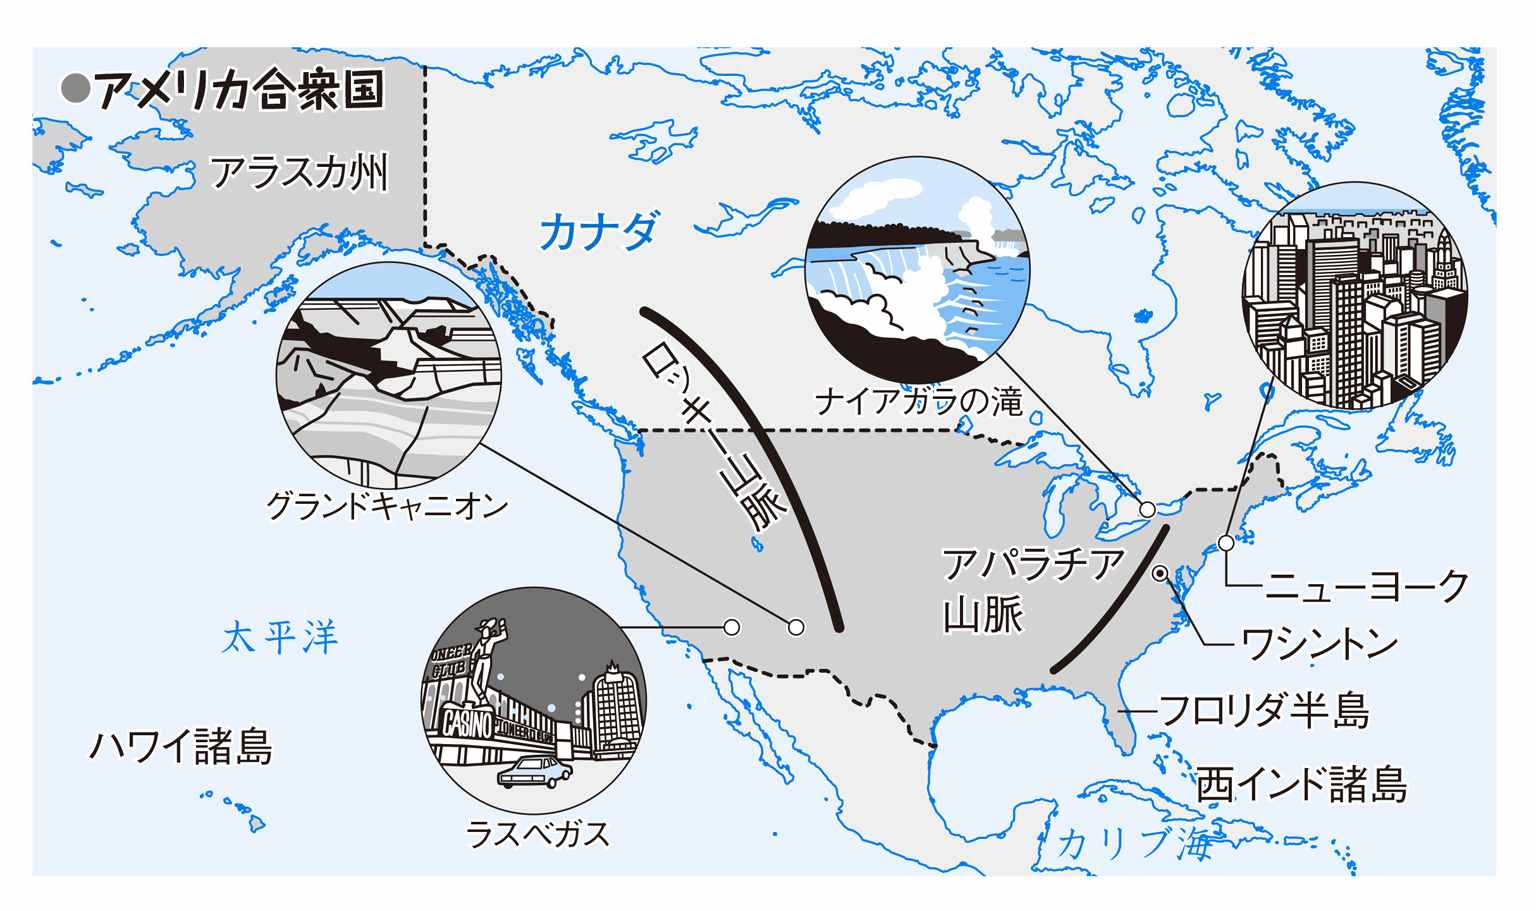 ●アメリカ合衆国
アラスカ州
カナダ
ナイアガラの滝
ロッキー山脈
グランドキャニオン
アパラチア
山脈
ニューヨーク
ワシントン
太平洋
フロリダ半島
ハワイ諸島
西インド諸島
カリブ海
ラスベガス
IONEER
CLUB
CASINO
PIONEER CLUB